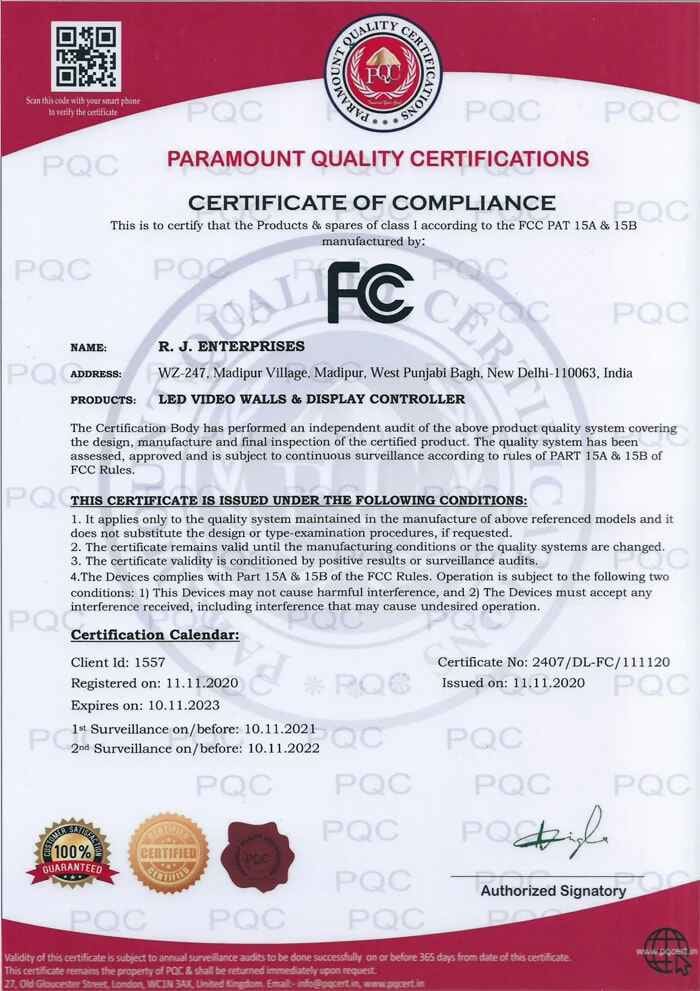 Scan this code with your smart phone
to verify the certificate
PARAMOUNT QUALITY CERTIFICATIONS
PQC
PARAMOUNT QUALITY CERTIFICATIONS
CERTIFICATE OF COMPLIANCE
This is to certify that the Products & spares of class I according to the FCC PAT 15A & 15B
manufactured by:
FCC
NAME: R. J. ENTERPRISES
ADDRESS: WZ-247, Madipur Village, Madipur, West Punjabi Bagh, New Delhi-110063, India
PRODUCTS: LED VIDEO WALLS & DISPLAY CONTROLLER
The Certification Body has performed an independent audit of the above product quality system covering
the design, manufacture and final inspection of the certified product. The quality system has been
assessed, approved and is subject to continuous surveillance according to rules of PART 15A & 15B of
FCC Rules.
THIS CERTIFICATE IS ISSUED UNDER THE FOLLOWING CONDITIONS:
1. It applies only to the quality system maintained in the manufacture of above referenced models and it
does not substitute the design or type-examination procedures, if requested.
2. The certificate remains valid until the manufacturing conditions or the quality systems are changed.
3. The certificate validity is conditioned by positive results or surveillance audits.
4.The Devices complies with Part 15A & 15B of the FCC Rules. Operation is subject to the following two
conditions: 1) This Devices may not cause harmful interference, and 2) The Devices must accept any
interference received, including interference that may cause undesired operation.
Certification Calendar:
Client Id: 1557 Certificate No: 2407/DL-FC/111120
Registered on: 11.11.2020 Issued on: 11.11.2020
Expires on: 10.11.2023
1st Surveillance on/before: 10.11.2021
2nd Surveillance on/before: 10.11.2022
CUSTOMER SATISFACTION
100%
GUARANTEED
CERTIFIED
CERTIFIED
CERTIFIED
PQC
Authorized Signatory
www.pqcert.in
Validity of this certificate is subject to annual surveillance audits to be done successfully on or before 365 days from date of this certificate.
This certificate remains the property of PQC & shall be returned immediately upon request.
27, Old Gloucester Street, London, WC1N 3AX, United Kingdom. Email:- info@pqcert.in, www.pqcert.in